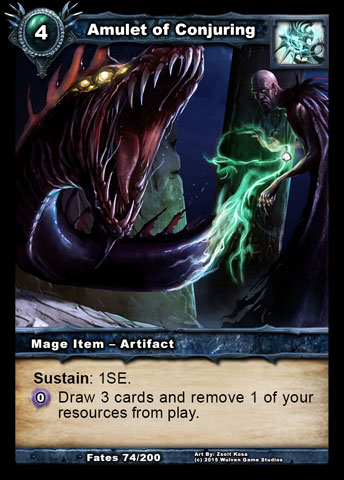 4
Amulet of Conjuring
Mage Item – Artifact
Sustain: 1SE.
0 Draw 3 cards and remove 1 of your
resources from play.
Fates 74/200
Art By: Zsolt Kosa
(c) 2015 Wulven Game Studios